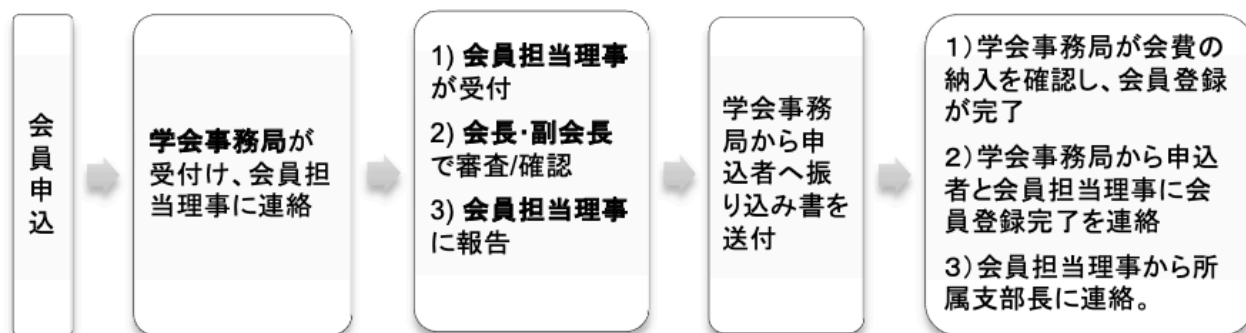 会員申込
学会事務局が
受付け、会員担
当理事に連絡
1) 会員担当理事
が受付
2) 会長・副会長
で審査/確認
3) 会員担当理事
に報告
学会事務
局から申
込者へ振
り込み書を
送付
1)学会事務局が会費の
納入を確認し、会員登録
が完了
2)学会事務局から申込
者と会員担当理事に会
員登録完了を連絡
3)会員担当理事から所
属支部長に連絡。